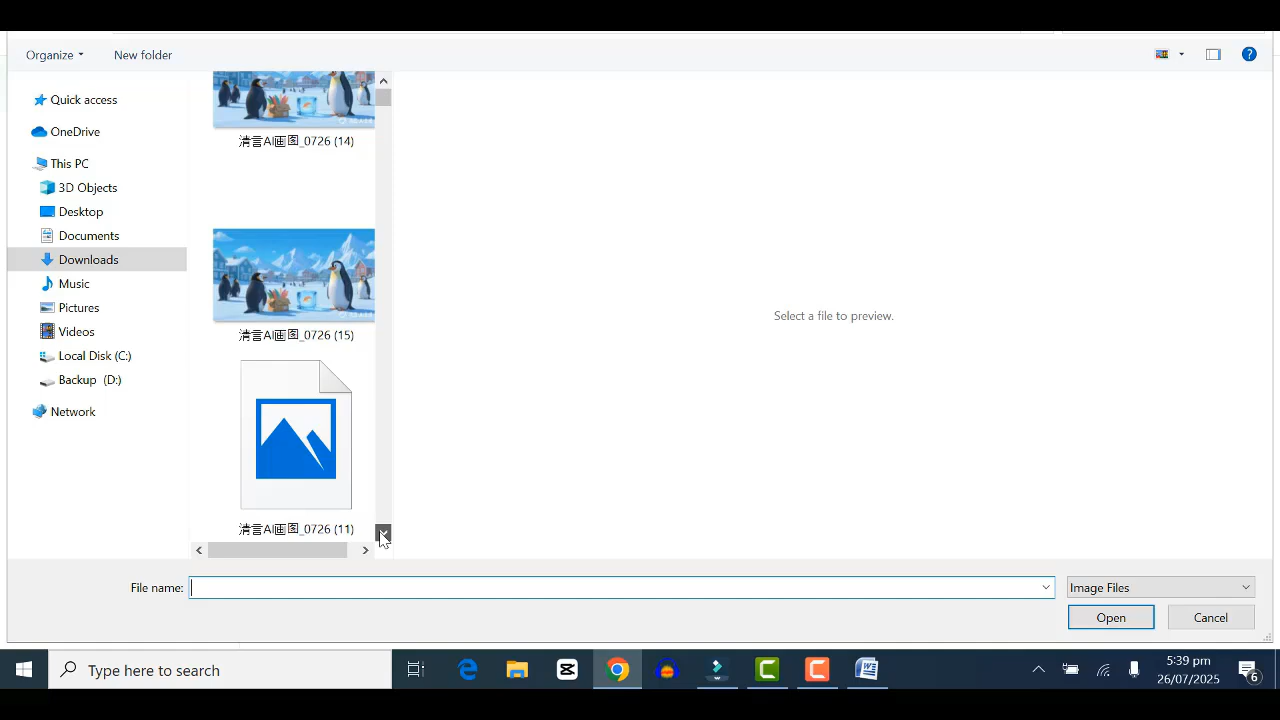 Organize
New folder
Quick access
OneDrive
This PC
3D Objects
Desktop
Documents
Downloads
Music
Pictures
Videos
Local Disk (C:)
Backup (D:)
Network
清言AI画图_0726 (14)
清言AI画图_0726 (15)
清言AI画图_0726 (11)
Select a file to preview.
File name:
Image Files
Open
Cancel
Type here to search
5:39 pm
26/07/2025
6